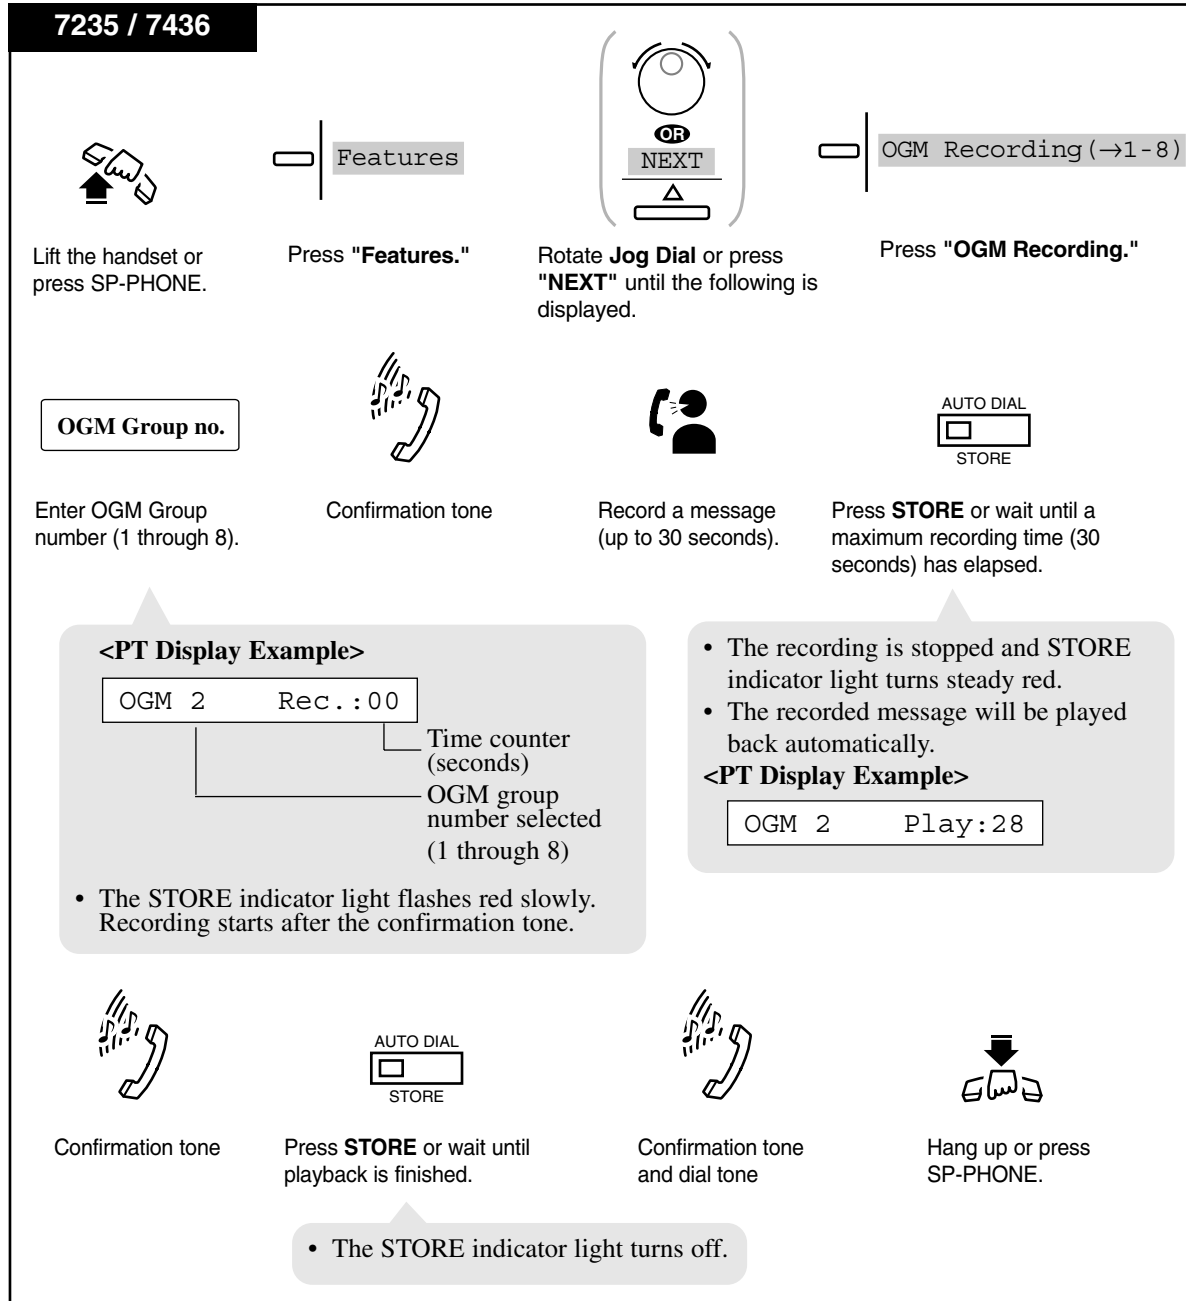 7235 / 7436
Features
OR
NEXT
OGM Recording(→1-8)
Lift the handset or
press SP-PHONE.
Press "Features."
Rotate Jog Dial or press
"NEXT" until the following is
displayed.
Press "OGM Recording."
OGM Group no.
AUTO DIAL
STORE
Enter OGM Group
number (1 through 8).
Confirmation tone
Record a message
(up to 30 seconds).
Press STORE or wait until a
maximum recording time (30
seconds) has elapsed.
<PT Display Example>
OGM 2 Rec.:00
Time counter
(seconds)
OGM group
number selected
(1 through 8)
• The STORE indicator light flashes red slowly.
Recording starts after the confirmation tone.
• The recording is stopped and STORE
indicator light turns steady red.
• The recorded message will be played
back automatically.
<PT Display Example>
OGM 2 Play:28
AUTO DIAL
STORE
Confirmation tone
Press STORE or wait until
playback is finished.
Confirmation tone
and dial tone
Hang up or press
SP-PHONE.
• The STORE indicator light turns off.